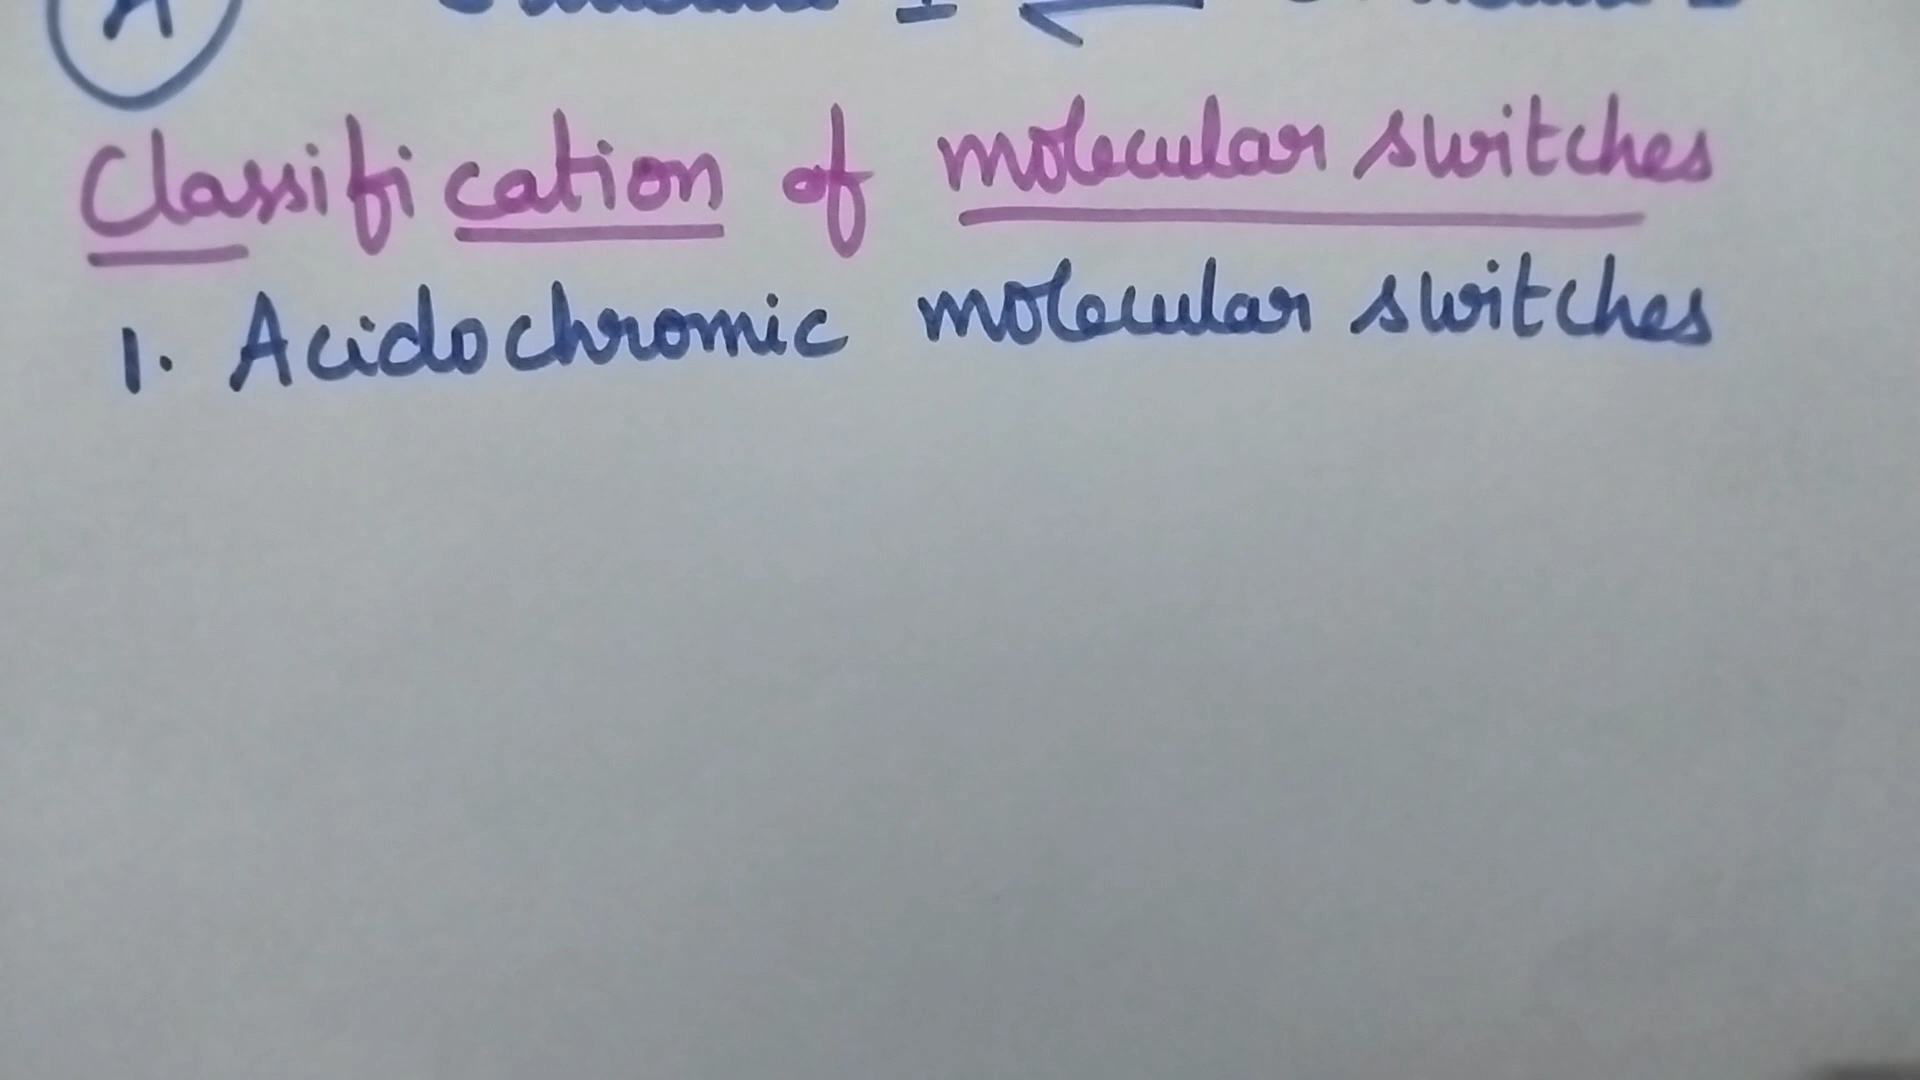 A
Classification of molecular switches
1. Acidochromic molecular switches